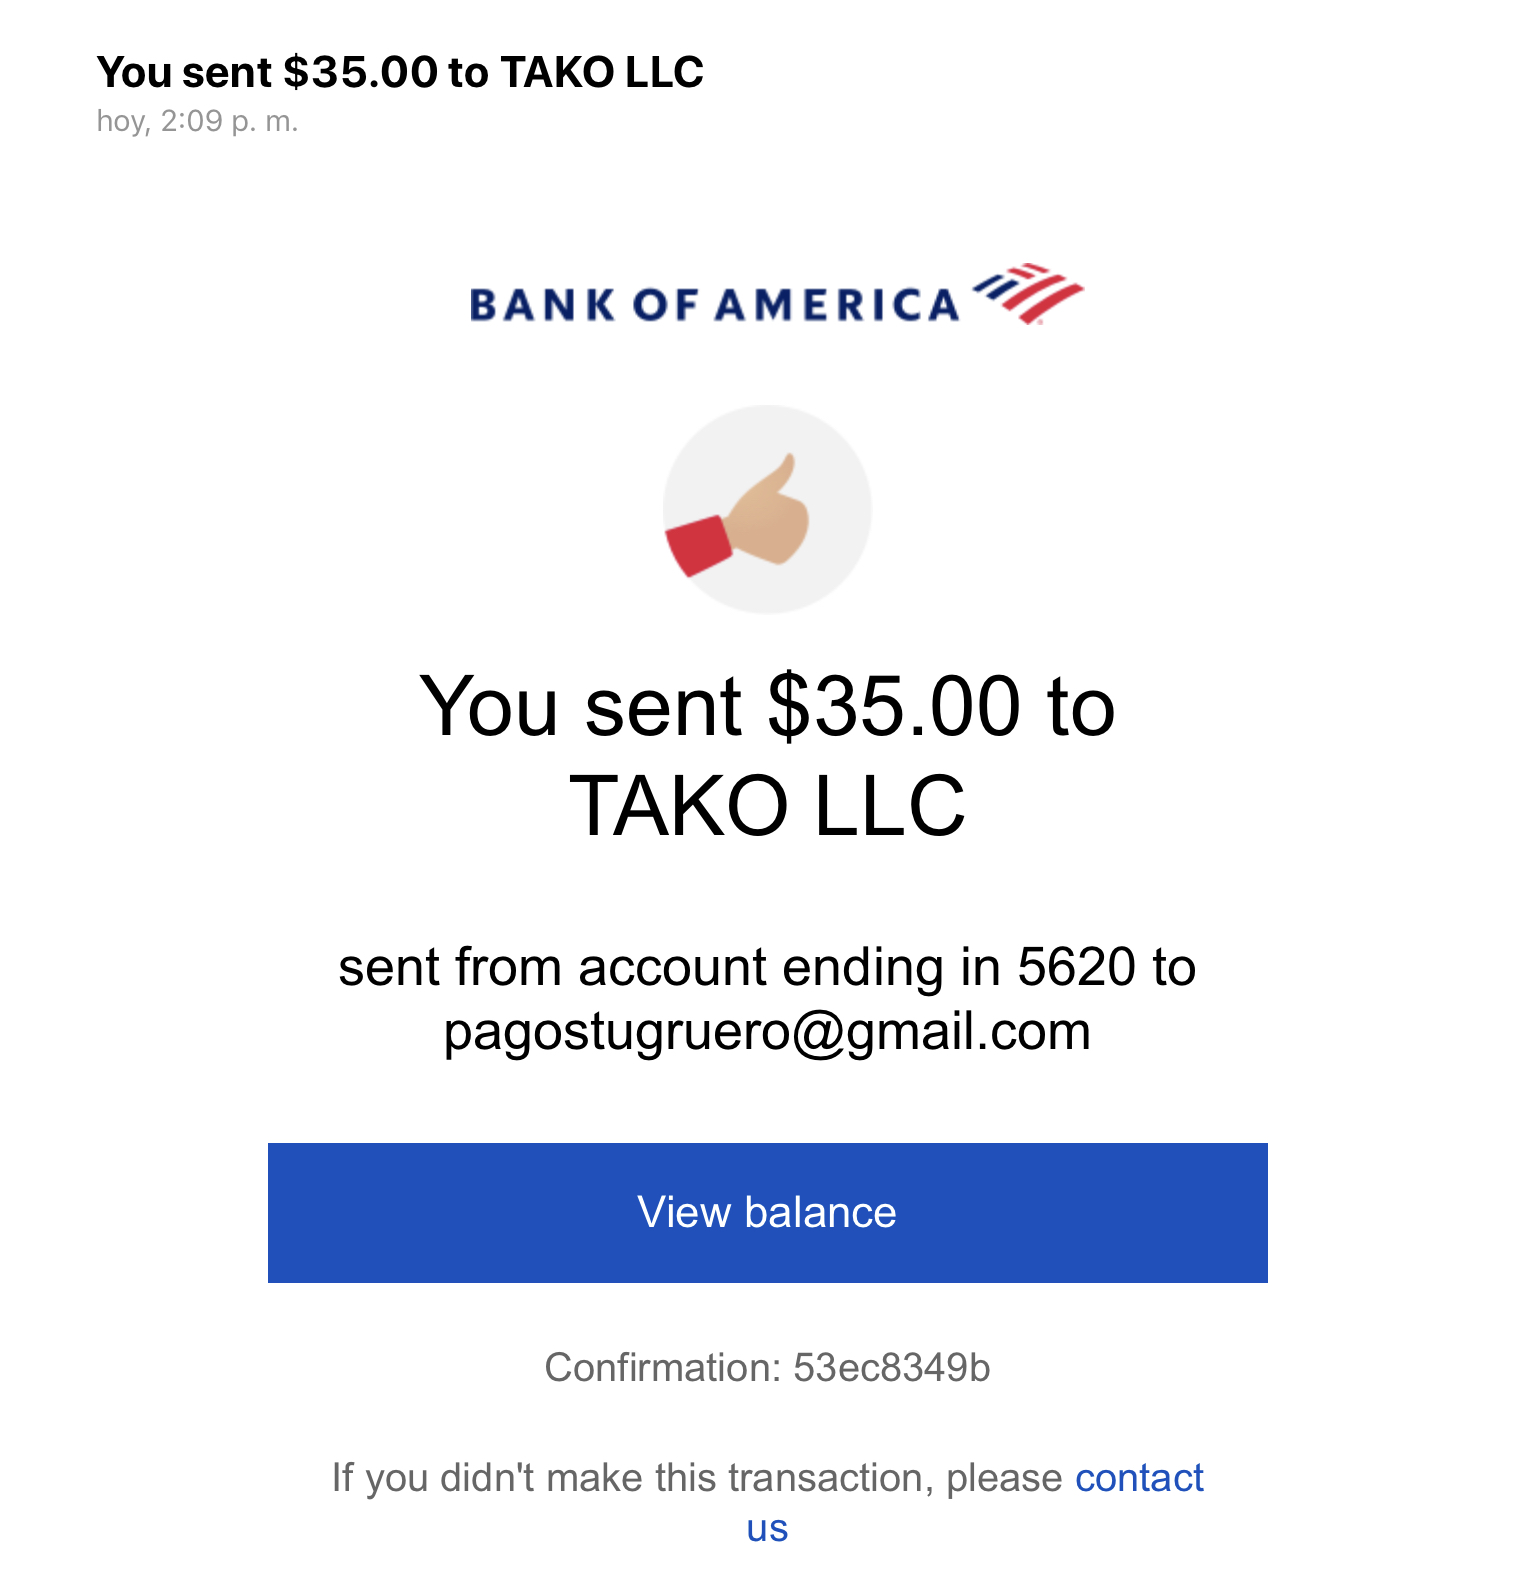 You sent $35.00 to TAKO LLC
hoy, 2:09 p. m.
BANK OF AMERICA
You sent $35.00 to
TAKO LLC
sent from account ending in 5620 to
pagostugruero@gmail.com
View balance
Confirmation: 53ec8349b
If you didn't make this transaction, please contact
us